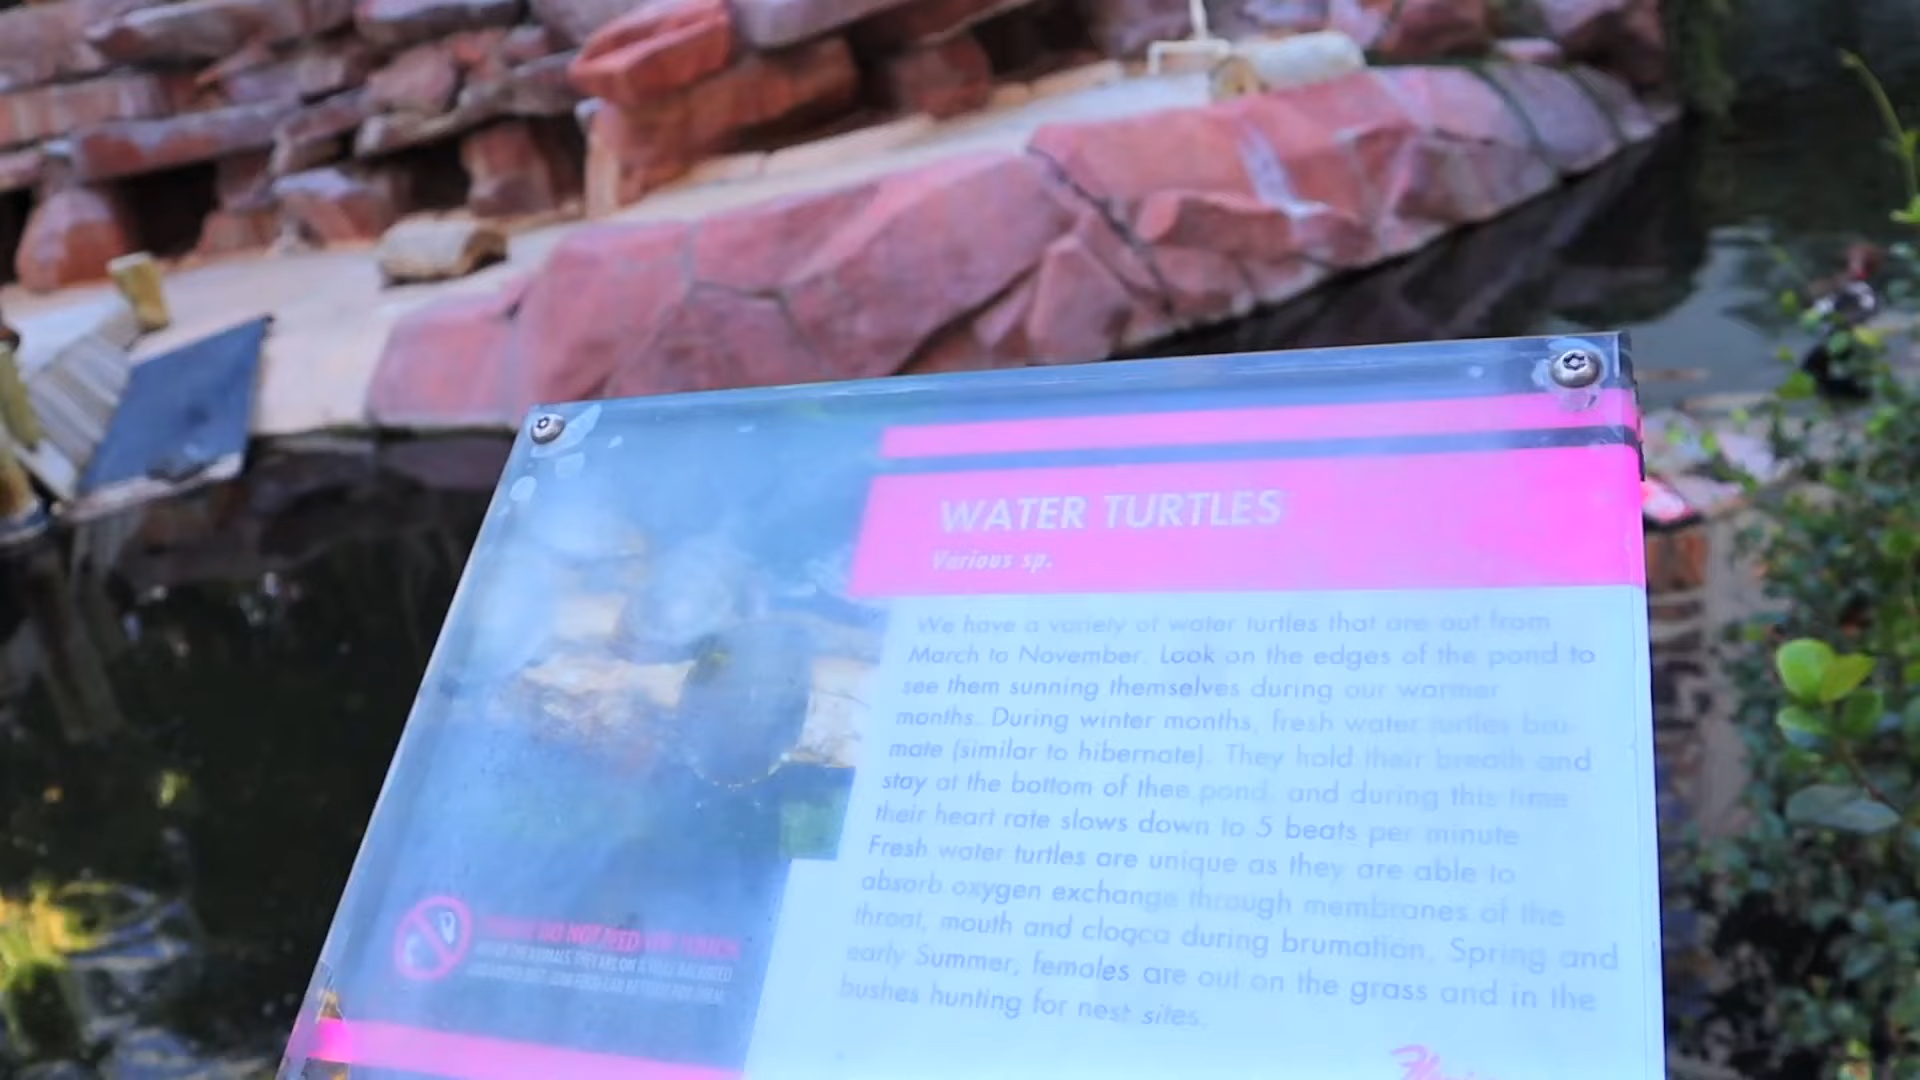 WATER TURTLES
Various sp.
We have a variety of water turtles that are out from
March to November. Look on the edges of the pond to
see them sunning themselves during our warmer
months. During winter months, fresh water turtles bru-
mate (similar to hibernate). They hold their breath and
stay at the bottom of thee pond, and during this time
their heart rate slows down to 5 beats per minute
Fresh water turtles are unique as they are able to
absorb oxygen exchange through membranes of the
throat, mouth and cloaca during brumation. Spring and
early Summer, females are out on the grass and in the
bushes hunting for nest sites.
DO NOT FEED OR TOUCH